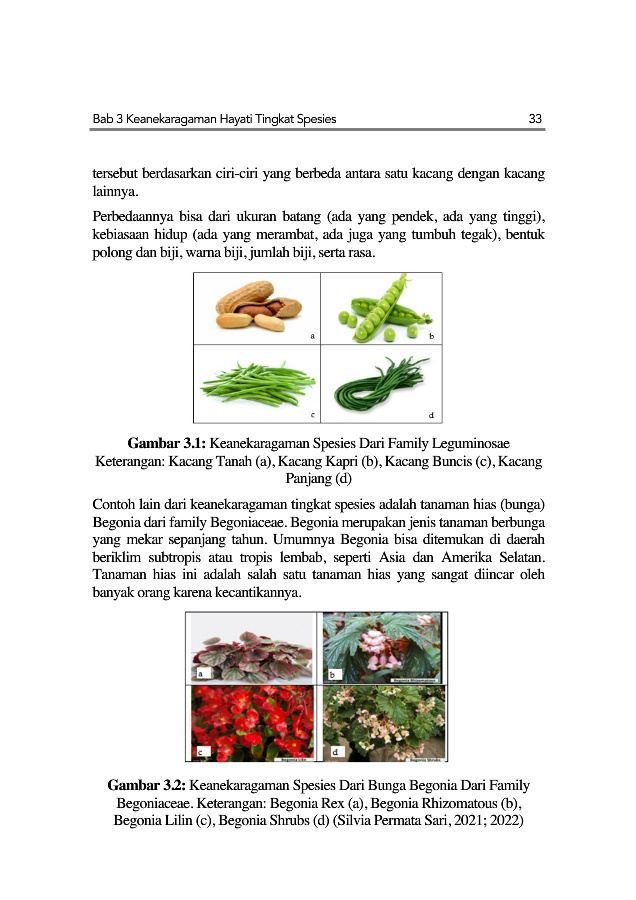 Bab 3 Keanekaragaman Hayati Tingkat Spesies 33
tersebut berdasarkan ciri-ciri yang berbeda antara satu kacang dengan kacang
lainnya.
Perbedaannya bisa dari ukuran batang (ada yang pendek, ada yang tinggi),
kebiasaan hidup (ada yang merambat, ada juga yang tumbuh tegak), bentuk
polong dan biji, warna biji, jumlah biji, serta rasa.
a
b
c
d
Gambar 3.1: Keanekaragaman Spesies Dari Family Leguminosae
Keterangan: Kacang Tanah (a), Kacang Kapri (b), Kacang Buncis (c), Kacang
Panjang (d)
Contoh lain dari keanekaragaman tingkat spesies adalah tanaman hias (bunga)
Begonia dari family Begoniaceae. Begonia merupakan jenis tanaman berbunga
yang mekar sepanjang tahun. Umumnya Begonia bisa ditemukan di daerah
beriklim subtropis atau tropis lembab, seperti Asia dan Amerika Selatan.
Tanaman hias ini adalah salah satu tanaman hias yang sangat diincar oleh
banyak orang karena kecantikannya.
a
b
Begonia Rhizomatous
c
Begonia Lilin
d
Begonia Shrubs
Gambar 3.2: Keanekaragaman Spesies Dari Bunga Begonia Dari Family
Begoniaceae. Keterangan: Begonia Rex (a), Begonia Rhizomatous (b),
Begonia Lilin (c), Begonia Shrubs (d) (Silvia Permata Sari, 2021; 2022)